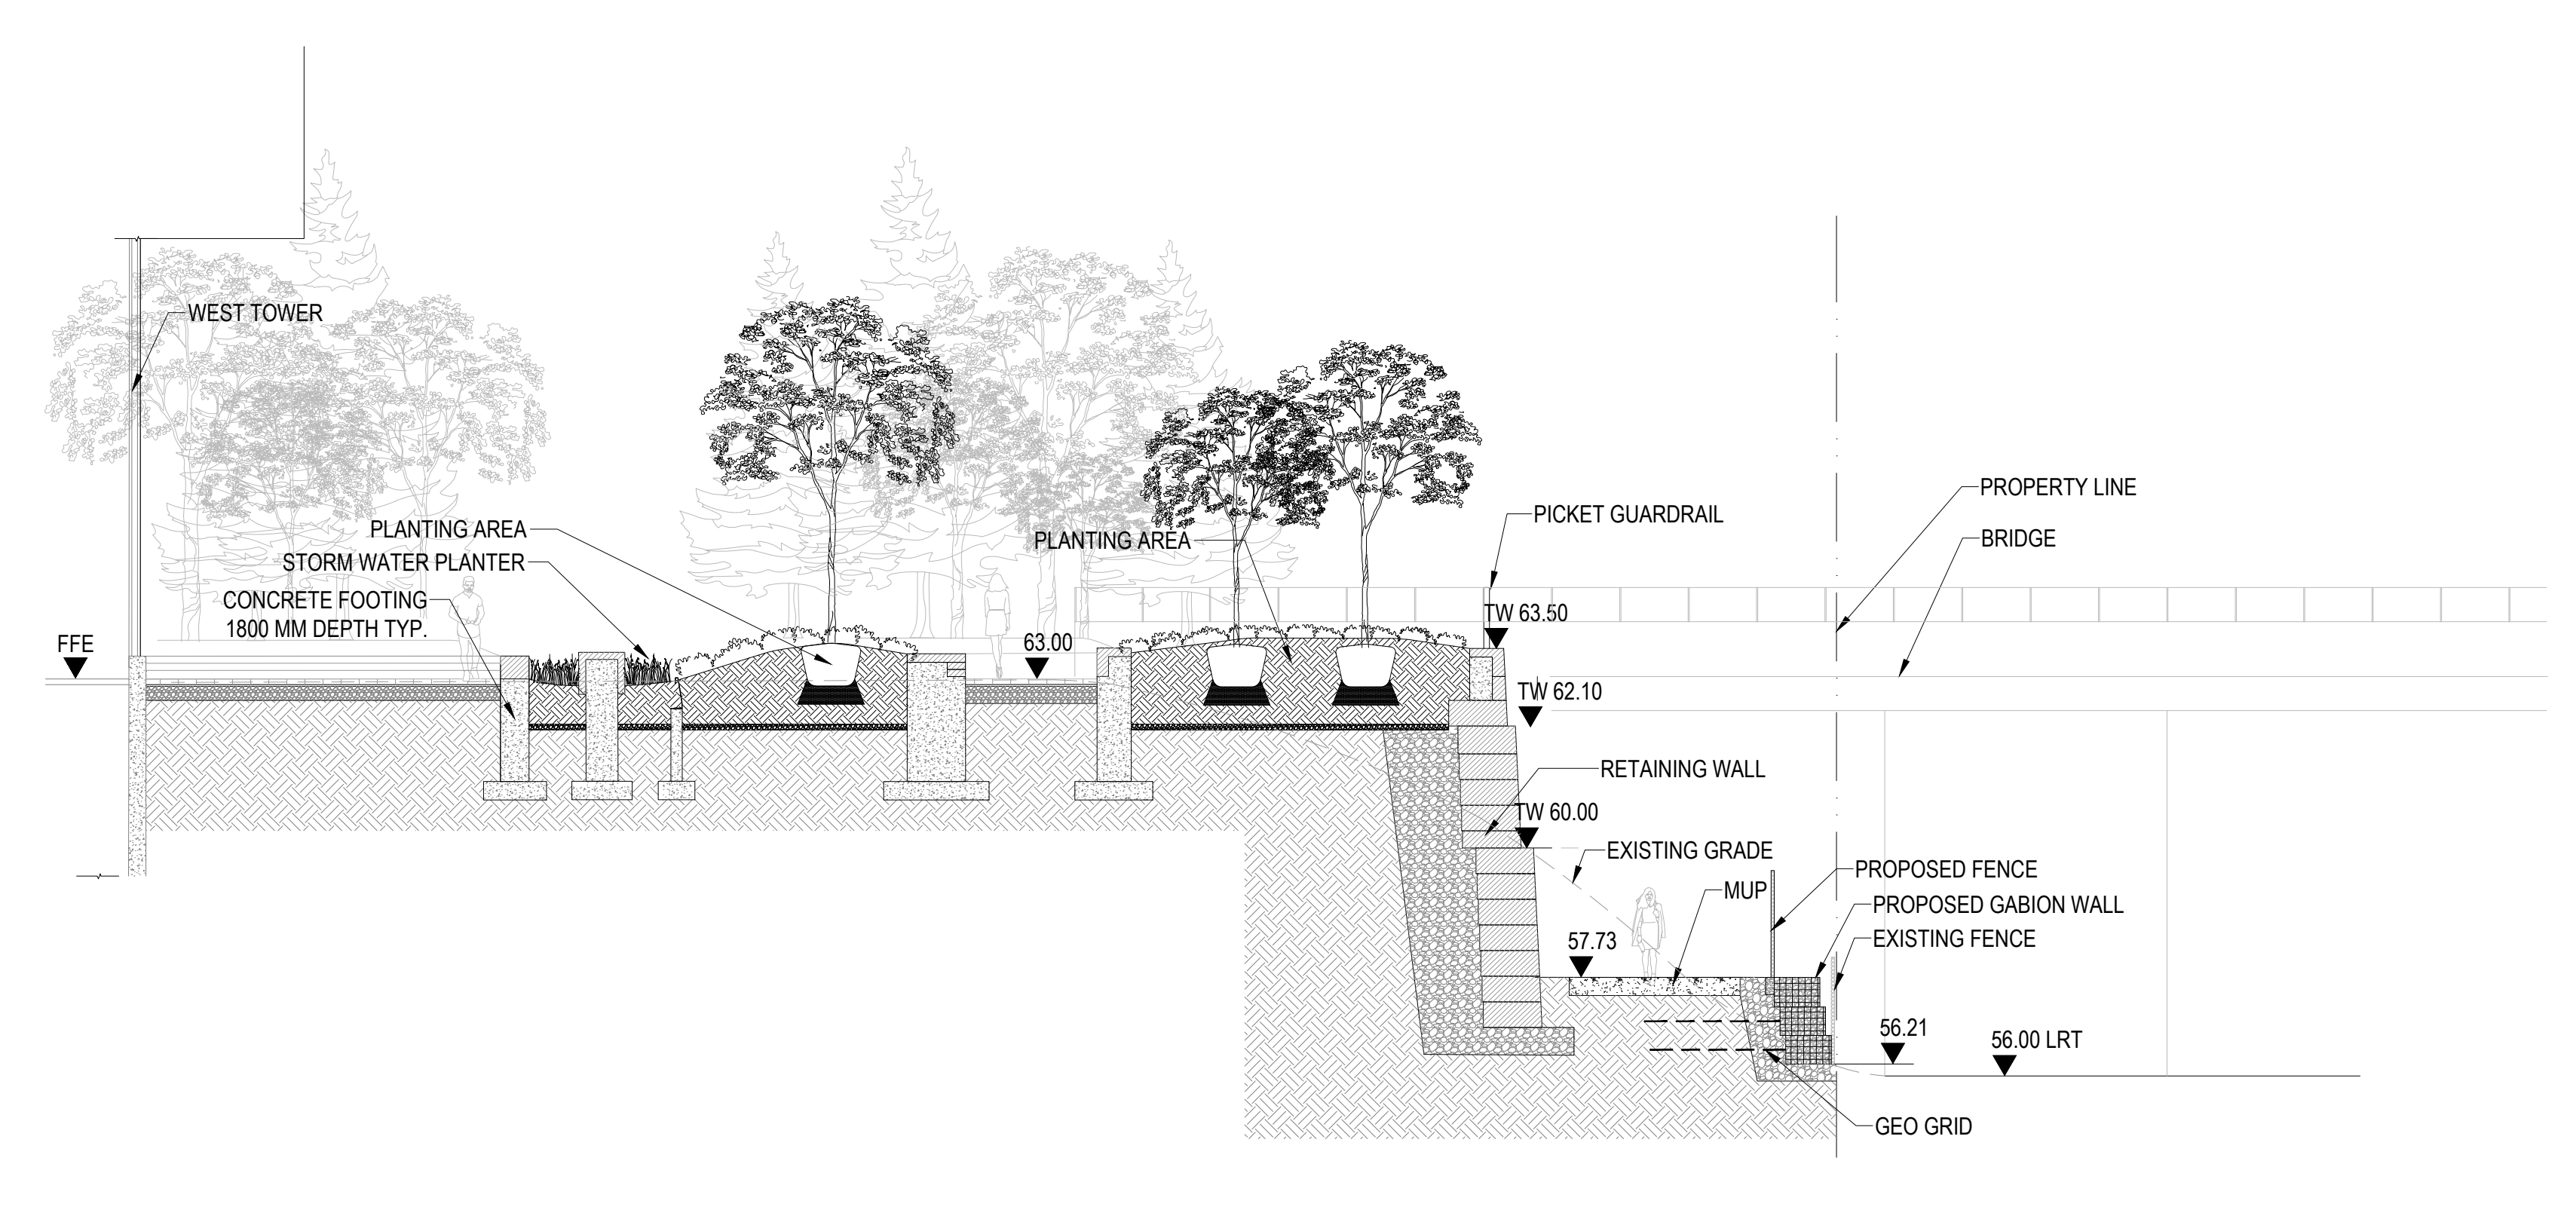 WEST TOWER
PLANTING AREA
STORM WATER PLANTER
CONCRETE FOOTING
1800 MM DEPTH TYP.
FFE
63.00
PLANTING AREA
PICKET GUARDRAIL
PROPERTY LINE
BRIDGE
TW 63.50
TW 62.10
RETAINING WALL
TW 60.00
EXISTING GRADE
MUP
PROPOSED FENCE
PROPOSED GABION WALL
EXISTING FENCE
57.73
56.21
56.00 LRT
GEO GRID